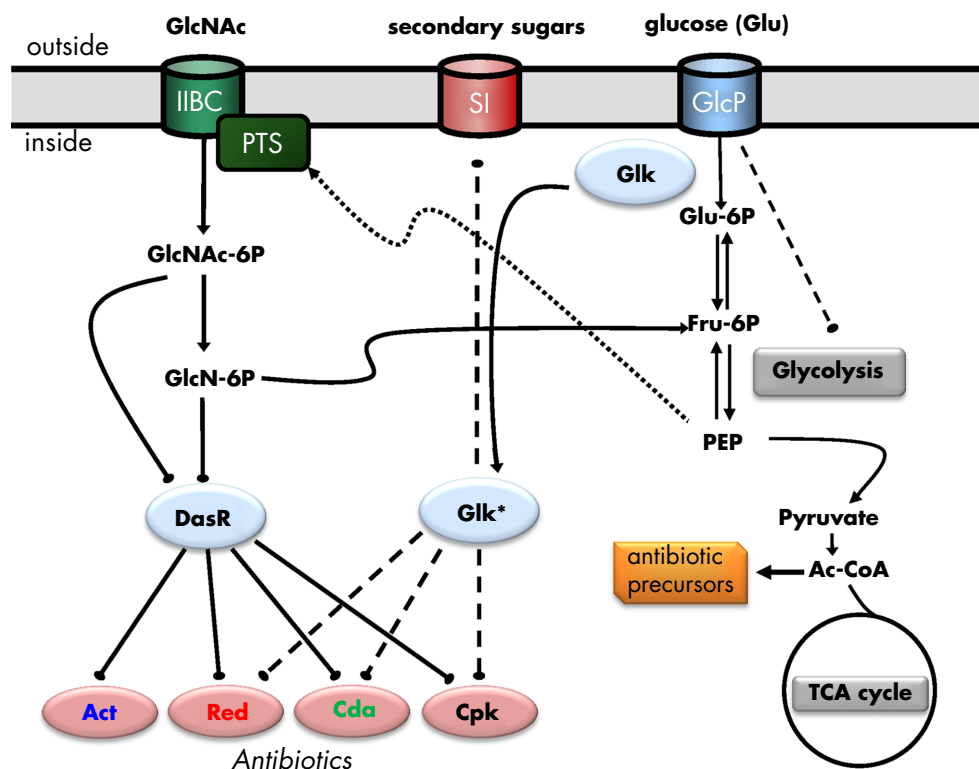 GlcNAc
secondary sugars
glucose (Glu)
outside
IIBC
SI
GlcP
inside
PTS
Glk
Glu-6P
GlcNAc-6P
Fru-6P
GlcN-6P
Glycolysis
PEP
DasR
Glk*
Pyruvate
antibiotic
precursors
Ac-CoA
TCA cycle
Act
Red
Cda
Cpk
Antibiotics